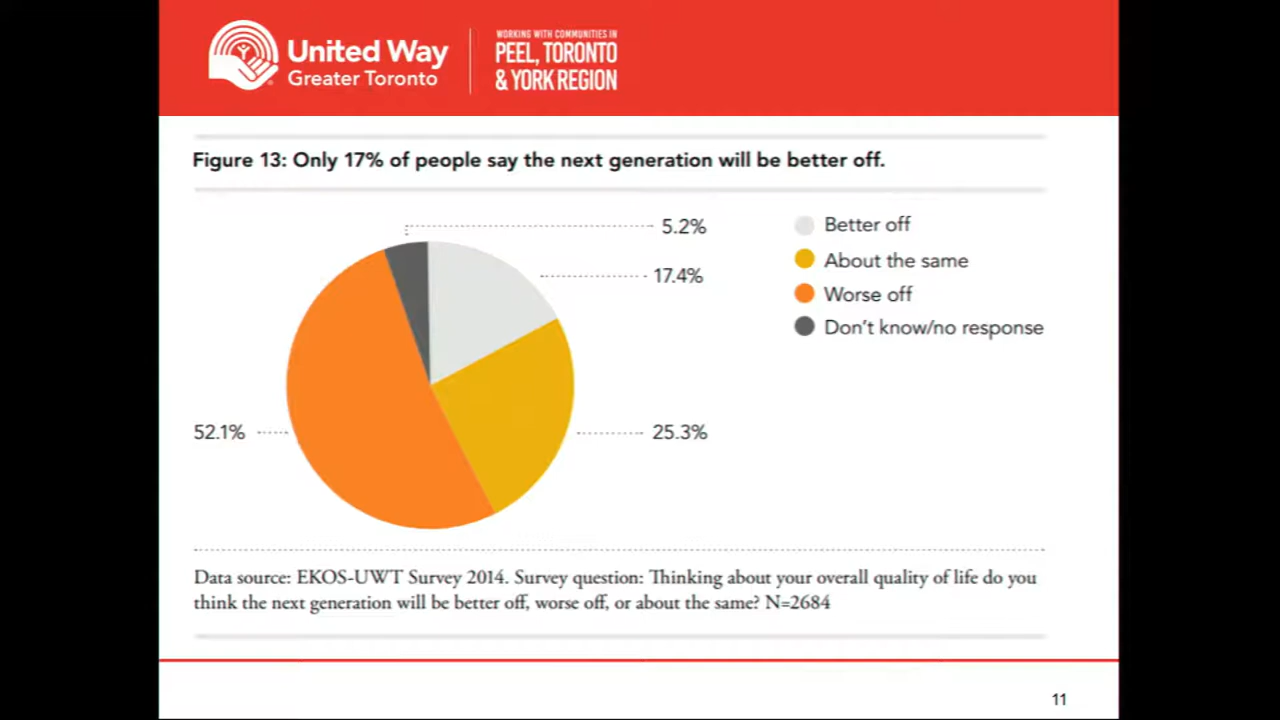 United Way
Greater Toronto
WORKING WITH COMMUNITIES IN
PEEL, TORONTO
& YORK REGION
Figure 13: Only 17% of people say the next generation will be better off.
5.2%
17.4%
52.1%
25.3%
Better off
About the same
Worse off
Don't know/no response
Data source: EKOS-UWT Survey 2014. Survey question: Thinking about your overall quality of life do you
think the next generation will be better off, worse off, or about the same? N=2684
11